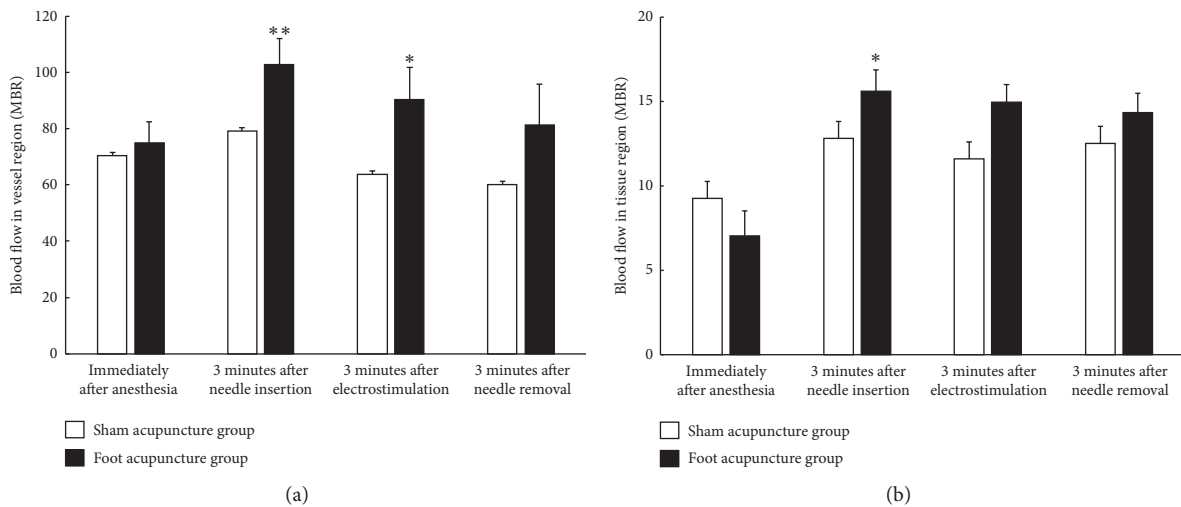 120
100
80
60
40
20
0
Blood flow in vessel region (MBR)
**
*
Immediately
after anesthesia
3 minutes after
needle insertion
3 minutes after
electrostimulation
3 minutes after
needle removal
Sham acupuncture group
Foot acupuncture group
(a)
20
15
10
5
0
Blood flow in tissue region (MBR)
*
Immediately
after anesthesia
3 minutes after
needle insertion
3 minutes after
electrostimulation
3 minutes after
needle removal
Sham acupuncture group
Foot acupuncture group
(b)